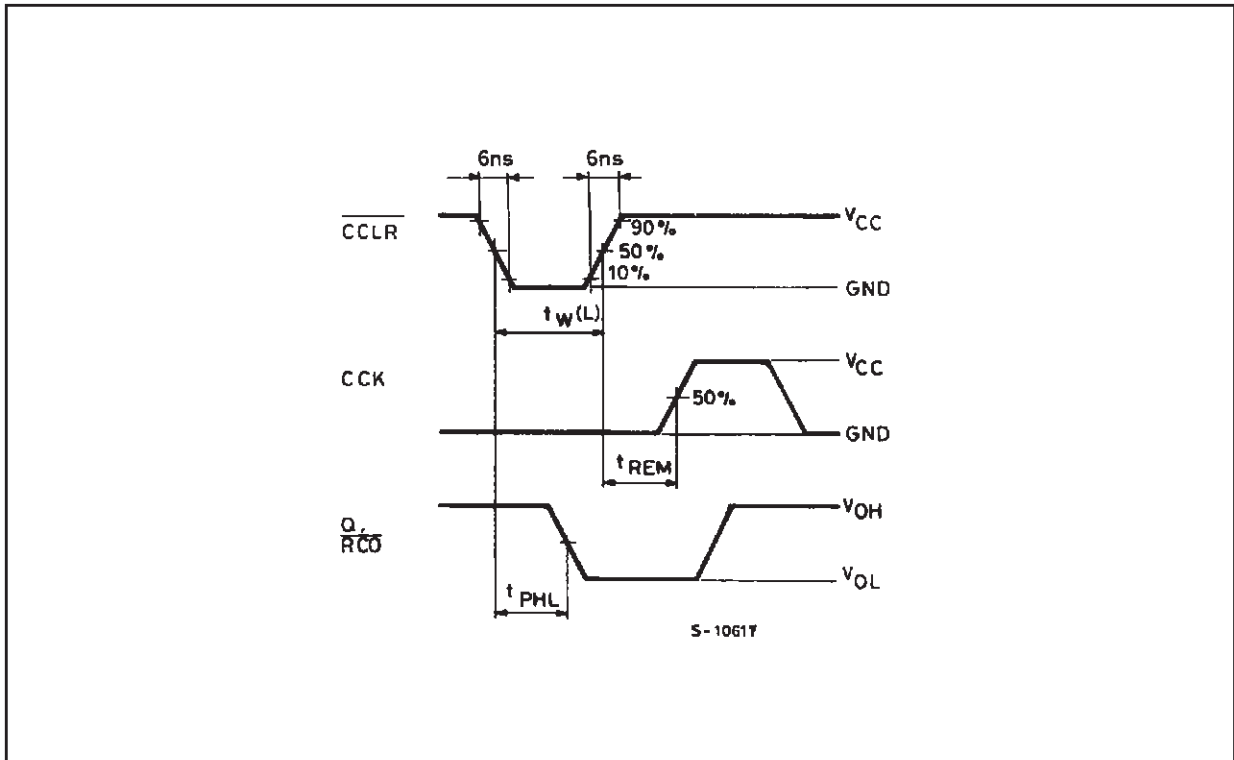 6ns 6ns
CCLR VCC
90%
50%
10%
GND
tW(L)
VCC
CCK
50%
GND
tREM
VOH
Q,
RCO
VOL
tPHL
S-10617